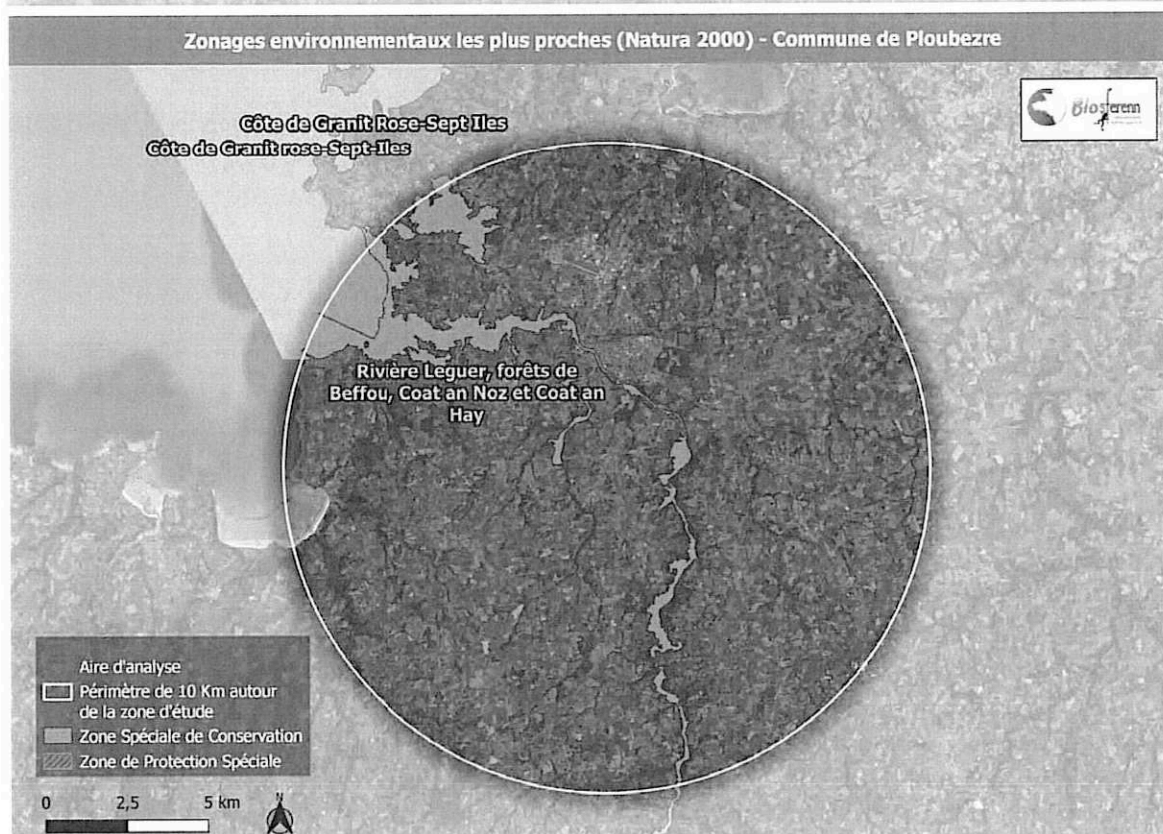 Zonages environnementaux les plus proches (Natura 2000) - Commune de Ploubezre
Biosferenn
Côte de Granit Rose-Sept Iles
Côte de Granit rose-Sept-Iles
Rivière Leguer, forêts de
Beffou, Coat an Noz et Coat an
Hay
Aire d'analyse
Périmètre de 10 Km autour
de la zone d'étude
Zone Spéciale de Conservation
Zone de Protection Spéciale
0 2,5 5 km
N